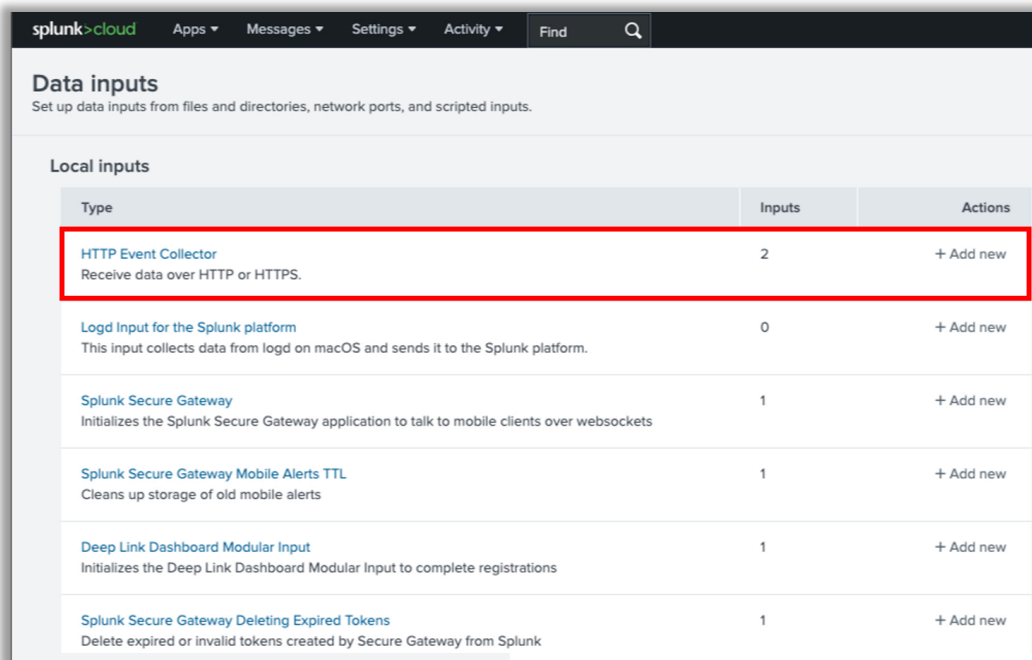 splunk>cloud Apps Messages Settings Activity Find
Data inputs
Set up data inputs from files and directories, network ports, and scripted inputs.
Local inputs
Type Inputs Actions
HTTP Event Collector 2 + Add new
Receive data over HTTP or HTTPS.
Logd Input for the Splunk platform 0 + Add new
This input collects data from logd on macOS and sends it to the Splunk platform.
Splunk Secure Gateway 1 + Add new
Initializes the Splunk Secure Gateway application to talk to mobile clients over websockets
Splunk Secure Gateway Mobile Alerts TTL 1 + Add new
Cleans up storage of old mobile alerts
Deep Link Dashboard Modular Input 1 + Add new
Initializes the Deep Link Dashboard Modular Input to complete registrations
Splunk Secure Gateway Deleting Expired Tokens 1 + Add new
Delete expired or invalid tokens created by Secure Gateway from Splunk